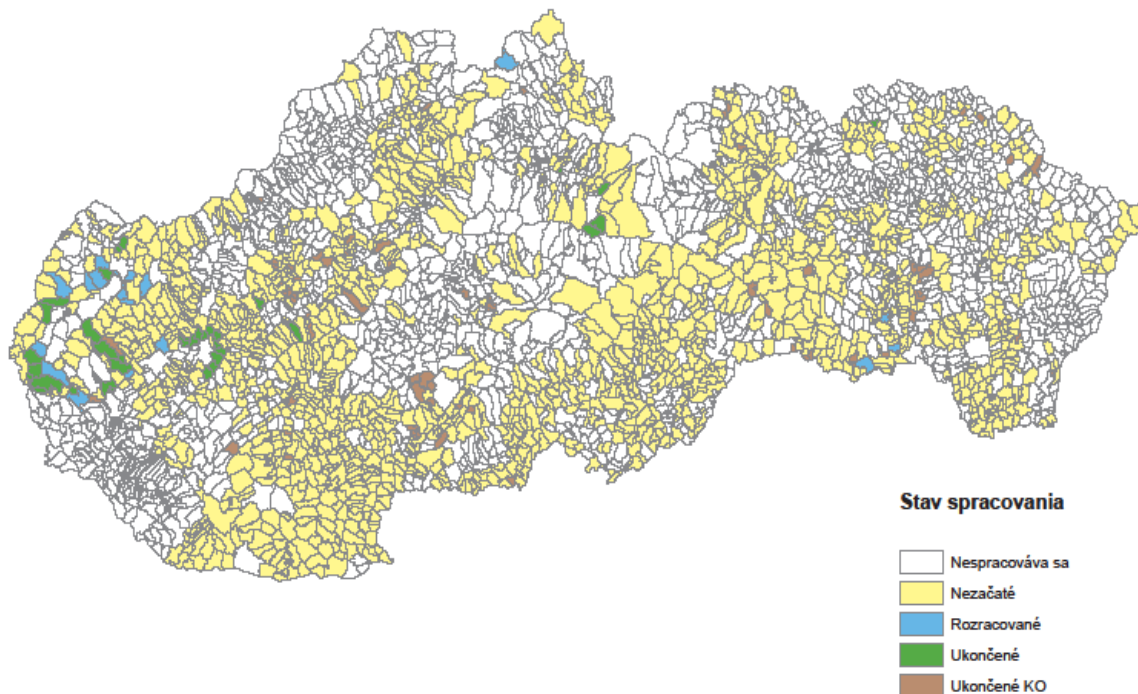 Stav spracovania
Nespracováva sa
Nezačaté
Rozracované
Ukončené
Ukončené KO